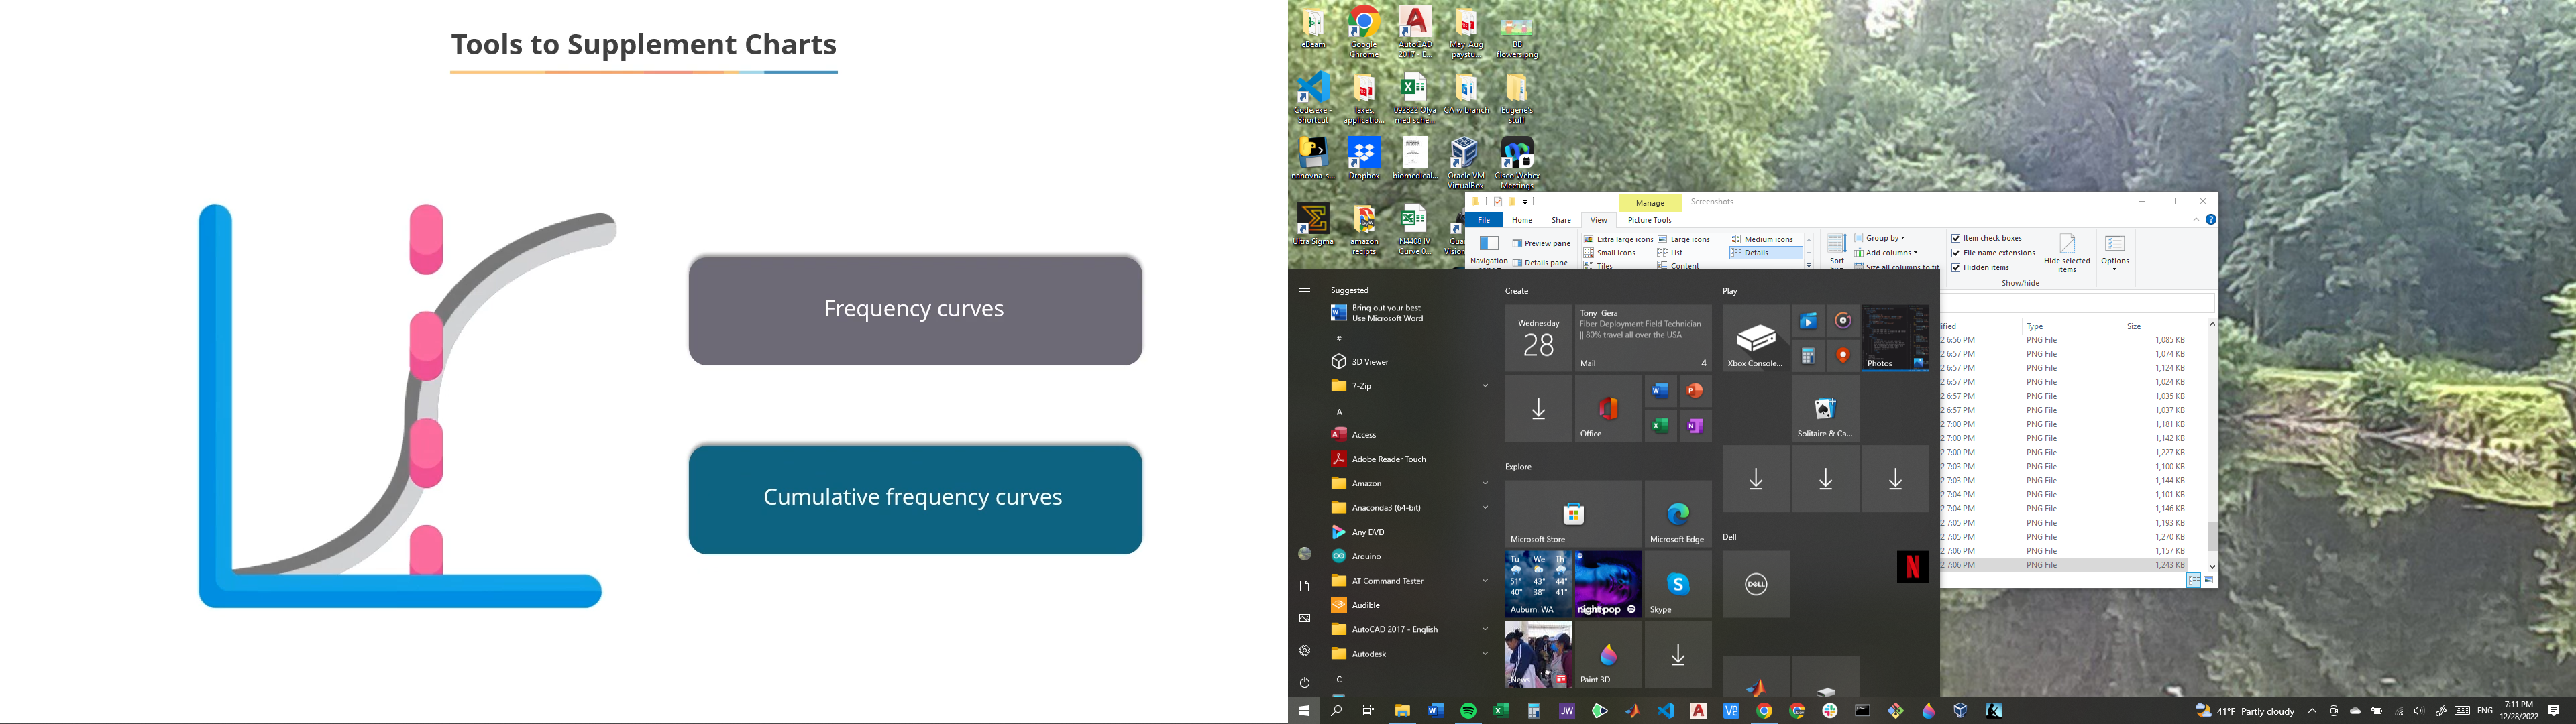 Tools to Supplement Charts
Frequency curves
Cumulative frequency curves
eBeam
Google
Chrome
AutoCAD
2017 - E...
May_Aug
paystu...
BB
flowers.png
Code.exe -
Shortcut
Taxes,
applicatio...
092822 Olya
med sche...
CA w branch
Eugene's
stuff
nanovna-s...
Dropbox
biomedical...
Oracle VM
VirtualBox
Cisco Webex
Meetings
Ultra Sigma
amazon
recipts
N4408 IV
Curve 0...
Manage
Screenshots
File
Home
Share
View
Picture Tools
Navigation
Preview pane
Details pane
Extra large icons
Large icons
Medium icons
Small icons
List
Details
Tiles
Content
Sort
Group by
Add columns
Size all columns to fit
Item check boxes
File name extensions
Hidden items
Hide selected
items
Show/hide
Options
Type
Size
2 6:56 PM PNG File 1,085 KB
2 6:57 PM PNG File 1,074 KB
2 6:57 PM PNG File 1,124 KB
2 6:57 PM PNG File 1,024 KB
2 6:57 PM PNG File 1,035 KB
2 6:57 PM PNG File 1,037 KB
2 7:00 PM PNG File 1,181 KB
2 7:00 PM PNG File 1,142 KB
2 7:00 PM PNG File 1,227 KB
2 7:03 PM PNG File 1,100 KB
2 7:03 PM PNG File 1,144 KB
2 7:04 PM PNG File 1,101 KB
2 7:04 PM PNG File 1,146 KB
2 7:05 PM PNG File 1,193 KB
2 7:05 PM PNG File 1,270 KB
2 7:06 PM PNG File 1,157 KB
2 7:06 PM PNG File 1,243 KB
Suggested
Bring out your best
Use Microsoft Word
#
3D Viewer
7-Zip
A
Access
Adobe Reader Touch
Amazon
Anaconda3 (64-bit)
Any DVD
Arduino
AT Command Tester
Audible
AutoCAD 2017 - English
Autodesk
C
Create
Wednesday
28
Tony Gera
Fiber Deployment Field Technician
|| 80% travel all over the USA
Mail
4
Office
Explore
Microsoft Store
Microsoft Edge
Tu We Th
51° 43° 44°
40° 38° 41°
Auburn, WA
Skype
News
Paint 3D
Play
Xbox Console...
Photos
Solitaire & Ca...
Dell
DELL
N
JW
41°F Partly cloudy
ENG
7:11 PM
12/28/2022